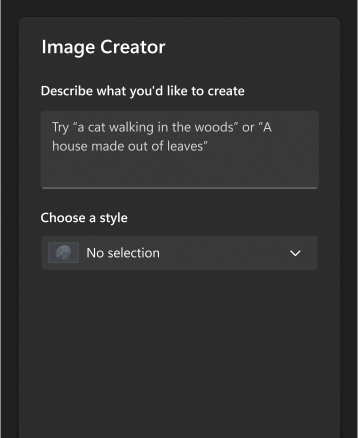 Image Creator
Describe what you'd like to create
Try “a cat walking in the woods” or “A
house made out of leaves”
Choose a style
No selection